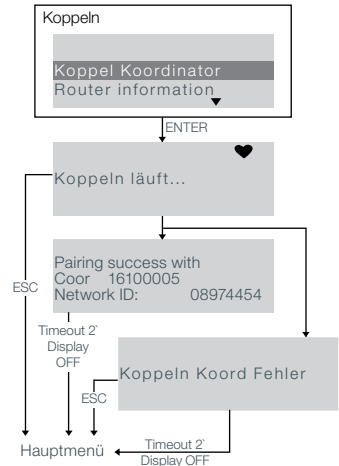 Koppeln
Koppel Koordinator
Router information
ENTER
Koppeln läuft...
Pairing success with
Coor 16100005
Network ID: 08974454
ESC
Timeout 2`
Display
OFF
Koppeln Koord Fehler
ESC
Hauptmenü
Timeout 2`
Display OFF